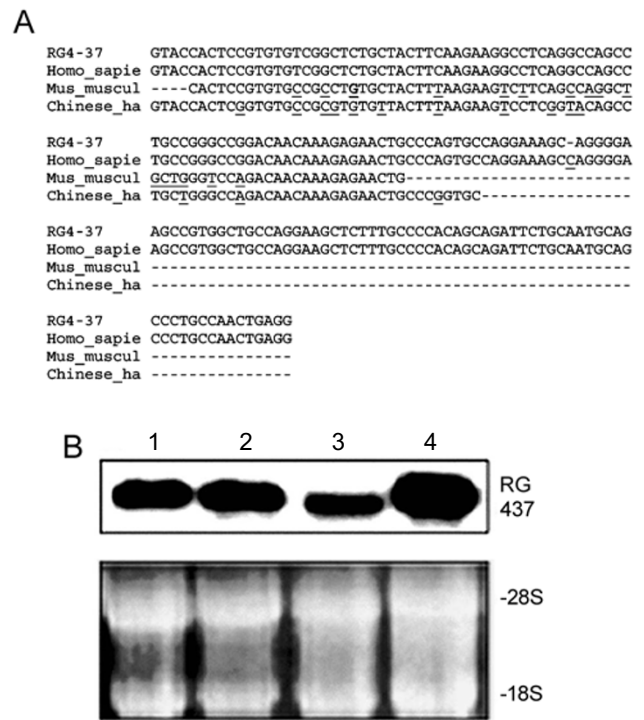 A
RG4-37 GTACCACTCCGTGTGTCGGCTCTGCTACTTCAAGAAGGCCTCAGGCCAGCC
Homo_sapie GTACCACTCCGTGTGTCGGCTCTGCTACTTCAAGAAGGCCTCAGGCCAGCC
Mus_muscul ----CACTCCGTGTGCCGCCTGTGCTACTTTAAGAAGTCTTCAGCCAGGCT
Chinese_ha GTACCACTCGGTGTGCCGCGTGTGTTACTTTAAGAAGTCCTCGGTACAGCC
RG4-37 TGCCGGGCCGGACAACAAAGAGAACTGCCCAGTGCCAGGAAAGC-AGGGGA
Homo_sapie TGCCGGGCCGGACAACAAAGAGAACTGCCCAGTGCCAGGAAAGCCAGGGGA
Mus_muscul GCTGGGTCCAGACAACAAAGAGAACTG------------------------
Chinese_ha TGCTGGGCCAGACAACAAAGAGAACTGCCCGGTGC----------------
RG4-37 AGCCGTGGCTGCCAGGAAGCTCTTTGCCCCACAGCAGATTCTGCAATGCAG
Homo_sapie AGCCGTGGCTGCCAGGAAGCTCTTTGCCCCACAGCAGATTCTGCAATGCAG
Mus_muscul ---------------------------------------------------
Chinese_ha ---------------------------------------------------
RG4-37 CCCTGCCAACTGAGG
Homo_sapie CCCTGCCAACTGAGG
Mus_muscul ---------------
Chinese_ha ---------------
B
1 2 3 4
RG
437
-28S
-18S